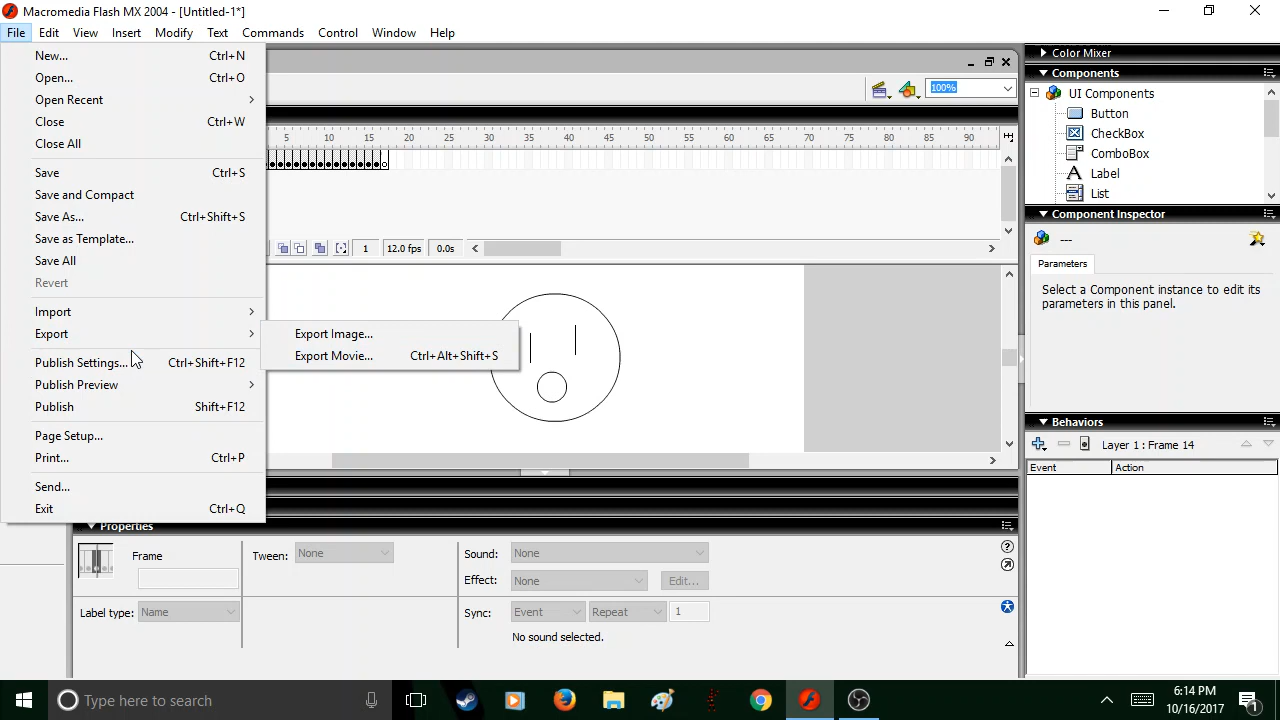 Macromedia Flash MX 2004 - [Untitled-1*]
File Edit View Insert Modify Text Commands Control Window Help
New... Ctrl+N
Open... Ctrl+O
Open Recent
Close Ctrl+W
Close All
Save Ctrl+S
Save and Compact
Save As... Ctrl+Shift+S
Save as Template...
Save All
Revert
Import
Export
Publish Settings... Ctrl+Shift+F12
Publish Preview
Publish Shift+F12
Page Setup...
Print... Ctrl+P
Send...
Exit Ctrl+Q
Export Image...
Export Movie... Ctrl+Alt+Shift+S
100%
5 10 15 20 25 30 35 40 45 50 55 60 65 70 75 80 85 90
1 12.0 fps 0.0s
Color Mixer
Components
UI Components
Button
CheckBox
ComboBox
Label
List
Component Inspector
---
Parameters
Select a Component instance to edit its
parameters in this panel.
Behaviors
Layer 1 : Frame 14
Event Action
Properties
Frame
Tween: None
Sound: None
Effect: None Edit...
Label type: Name
Sync: Event Repeat 1
No sound selected.
Type here to search
6:14 PM
10/16/2017
1